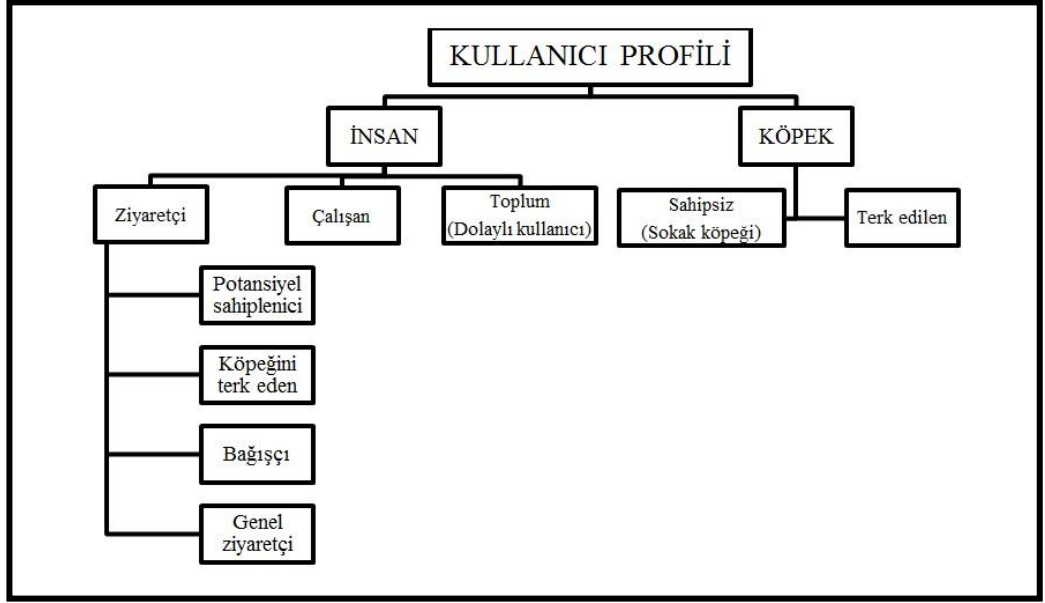 KULLANICI PROFİLİ
İNSAN
KÖPEK
Ziyaretçi
Çalışan
Toplum
(Dolaylı kullanıcı)
Sahipsiz
(Sokak köpeği)
Terk edilen
Potansiyel
sahiplenici
Köpeğini
terk eden
Bağışçı
Genel
ziyaretçi